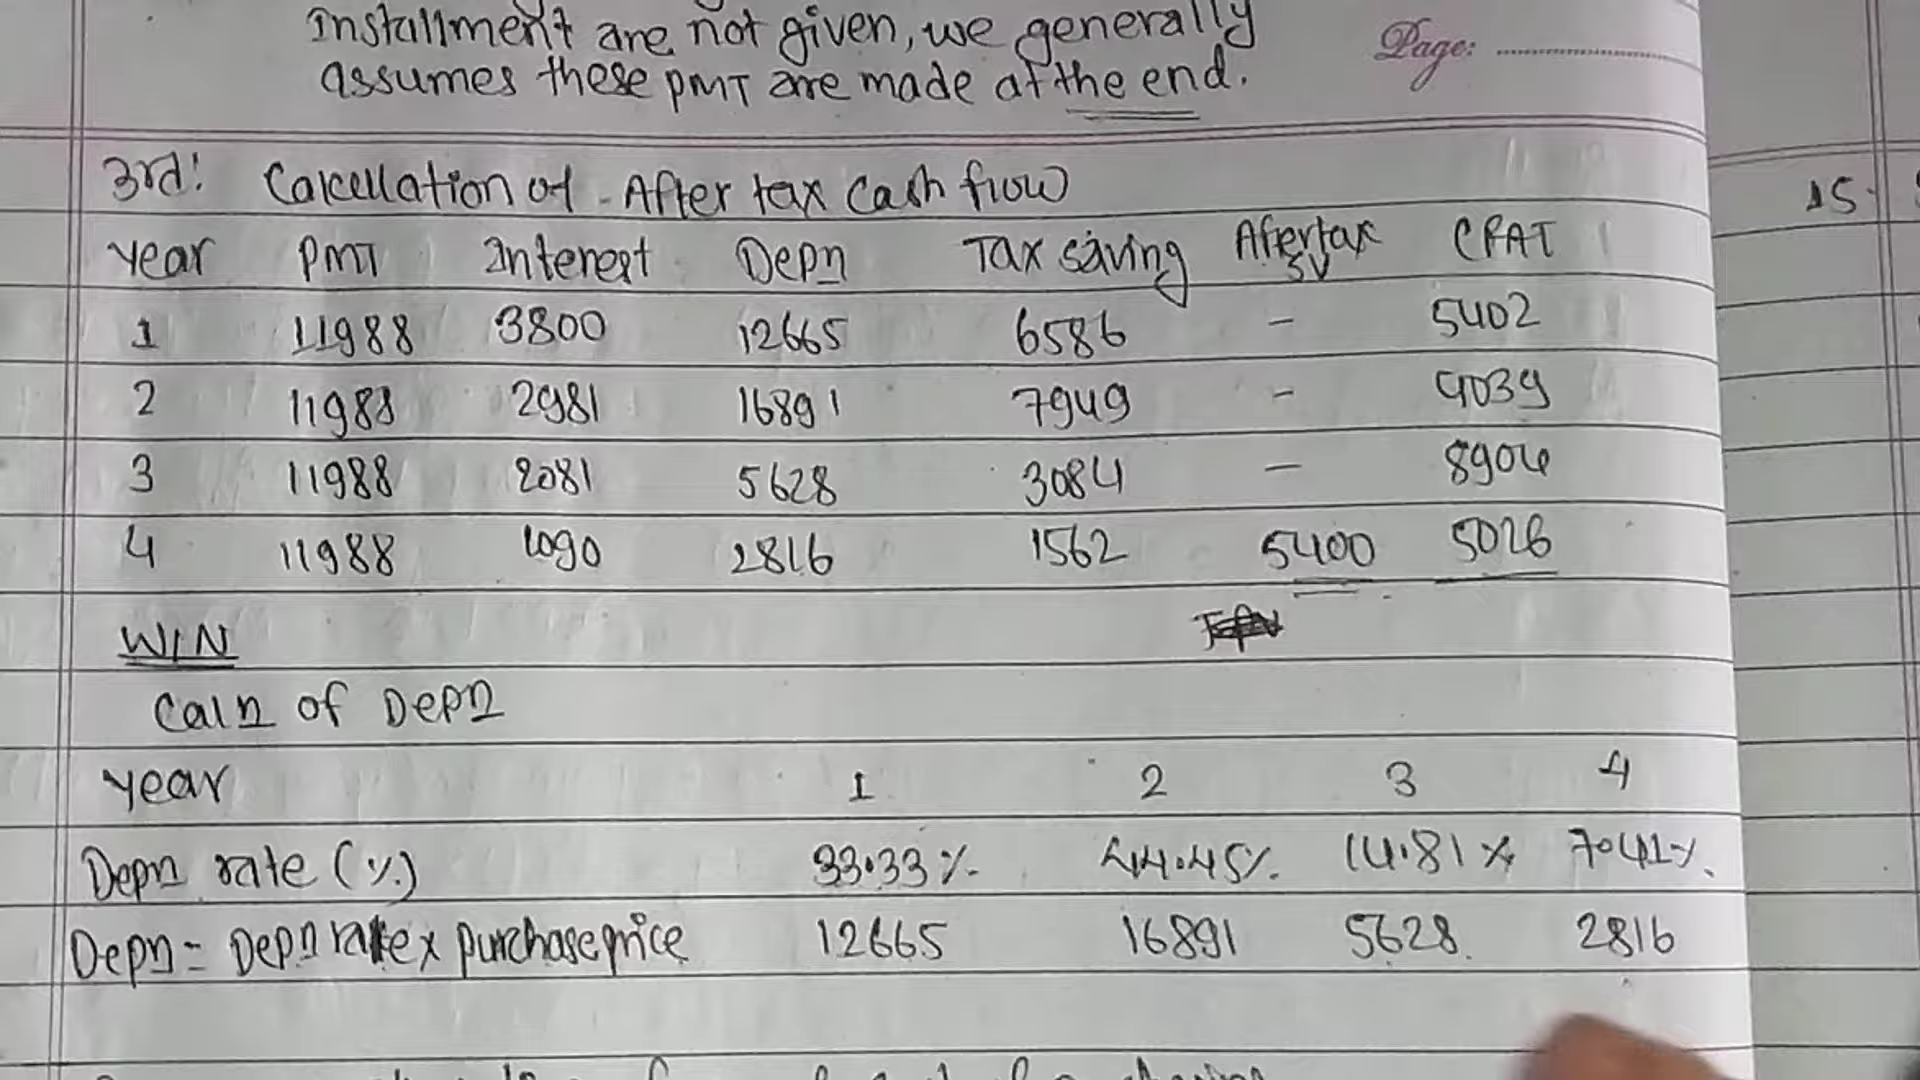 Installment are not given, we generally
Page:
assumes these PMT are made at the end.
3rd: Calcellation of After tax cash flow
15.
Year PMT Interest Depn Tax saving After tax SV CFAT
1 11988 3800 12665 6586 - 5402
2 11988 2981 16891 7949 - 4039
3 11988 2081 5628 3084 - 8904
4 11988 1090 2816 1562 5400 5026
W/N
Caln of Depn
Year 1 2 3 4
Depn rate (%) 33.33% 44.45% 14.81% 7.41%
Depn = Depn rate x purchase price 12665 16891 5628 2816